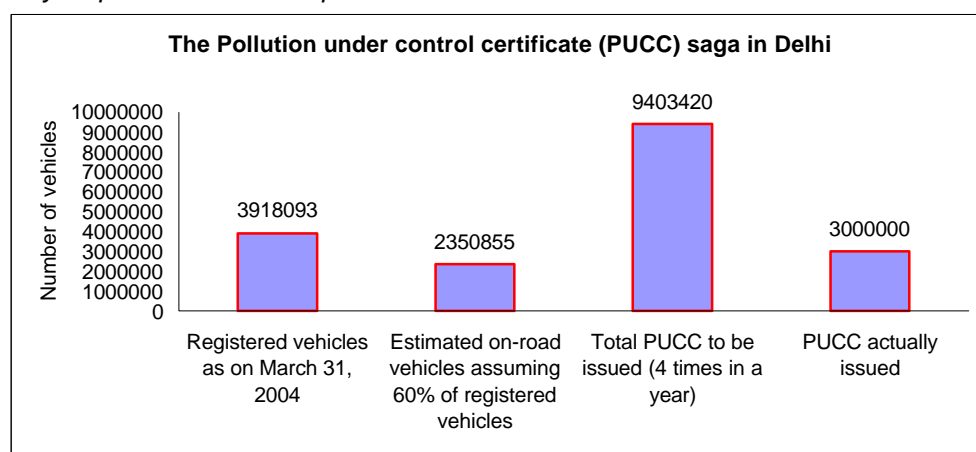 The Pollution under control certificate (PUCC) saga in Delhi
Number of vehicles
10000000
9000000
8000000
7000000
6000000
5000000
4000000
3000000
2000000
1000000
0
3918093
2350855
9403420
3000000
Registered vehicles
as on March 31,
2004
Estimated on-road
vehicles assuming
60% of registered
vehicles
Total PUCC to be
issued (4 times in a
year)
PUCC actually
issued